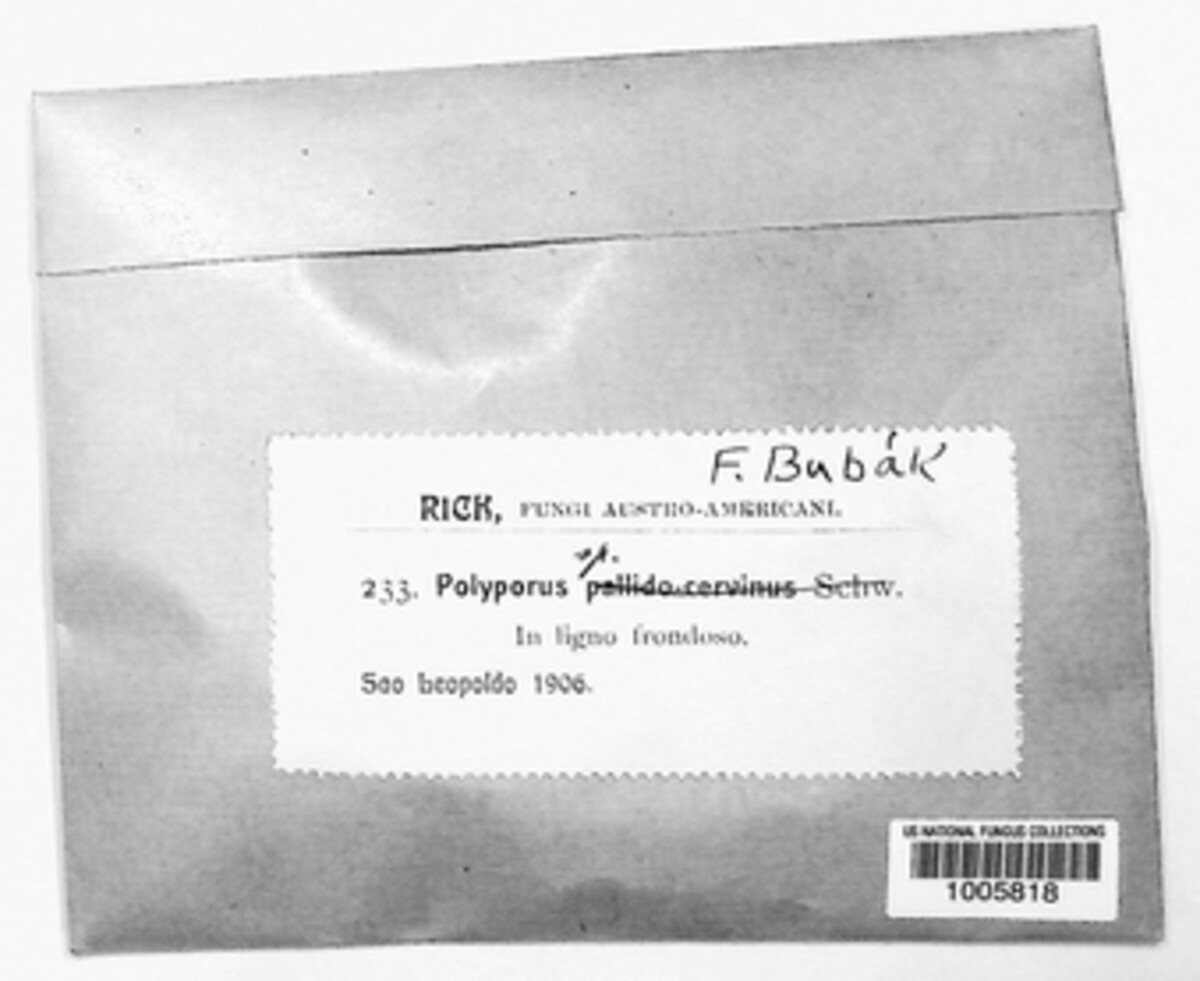 F. Bubák
RICK, FUNGI AUSTRO-AMERICANI.
sp.
233. Polyporus pallido-cervinus Schw.
In ligno frondoso.
Sao Leopoldo 1906.
US NATIONAL FUNGUS COLLECTIONS
1005818